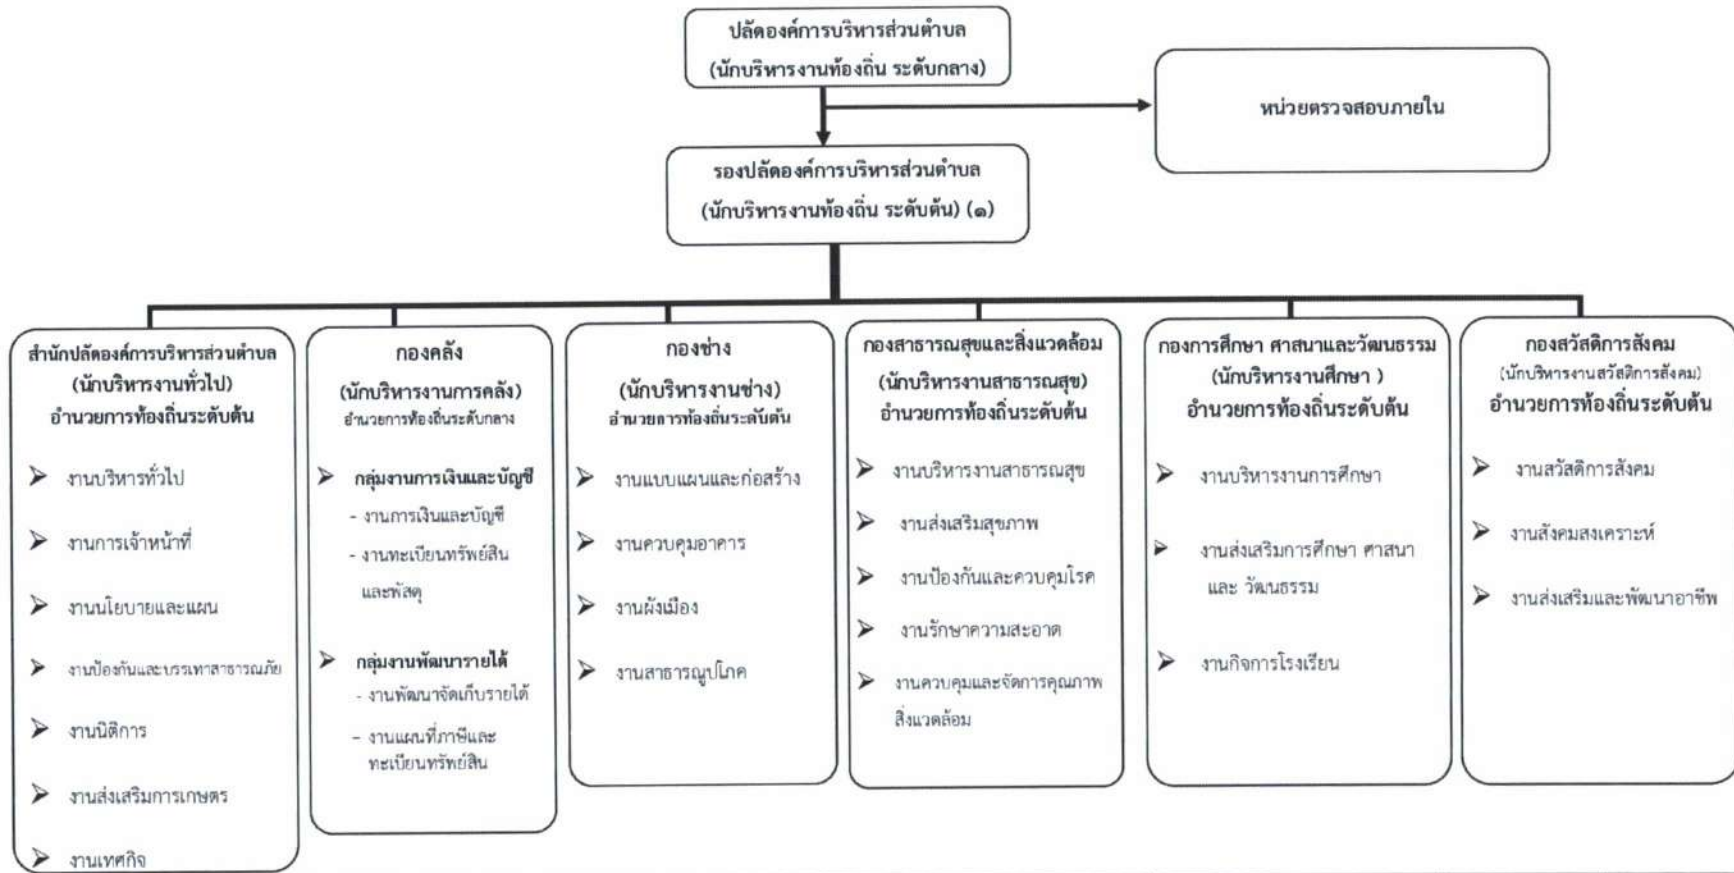 ปลัดองค์การบริหารส่วนตำบล
(นักบริหารงานท้องถิ่น ระดับกลาง)
หน่วยตรวจสอบภายใน
รองปลัดองค์การบริหารส่วนตำบล
(นักบริหารงานท้องถิ่น ระดับต้น) (๑)
สำนักปลัดองค์การบริหารส่วนตำบล
(นักบริหารงานทั่วไป)
อำนวยการท้องถิ่นระดับต้น
➢ งานบริหารทั่วไป
➢ งานการเจ้าหน้าที่
➢ งานนโยบายและแผน
➢ งานป้องกันและบรรเทาสาธารณภัย
➢ งานนิติการ
➢ งานส่งเสริมการเกษตร
➢ งานเทศกิจ
กองคลัง
(นักบริหารงานการคลัง)
อำนวยการท้องถิ่นระดับกลาง
➢ กลุ่มงานการเงินและบัญชี
- งานการเงินและบัญชี
- งานทะเบียนทรัพย์สิน
และพัสดุ
➢ กลุ่มงานพัฒนารายได้
- งานพัฒนาจัดเก็บรายได้
- งานแผนที่ภาษีและ
ทะเบียนทรัพย์สิน
กองช่าง
(นักบริหารงานช่าง)
อำนวยการท้องถิ่นระดับต้น
➢ งานแบบแผนและก่อสร้าง
➢ งานควบคุมอาคาร
➢ งานผังเมือง
➢ งานสาธารณูปโภค
กองสาธารณสุขและสิ่งแวดล้อม
(นักบริหารงานสาธารณสุข)
อำนวยการท้องถิ่นระดับต้น
➢ งานบริหารงานสาธารณสุข
➢ งานส่งเสริมสุขภาพ
➢ งานป้องกันและควบคุมโรค
➢ งานรักษาความสะอาด
➢ งานควบคุมและจัดการคุณภาพ
สิ่งแวดล้อม
กองการศึกษา ศาสนาและวัฒนธรรม
(นักบริหารงานศึกษา )
อำนวยการท้องถิ่นระดับต้น
➢ งานบริหารงานการศึกษา
➢ งานส่งเสริมการศึกษา ศาสนา
และ วัฒนธรรม
➢ งานกิจการโรงเรียน
กองสวัสดิการสังคม
(นักบริหารงานสวัสดิการสังคม)
อำนวยการท้องถิ่นระดับต้น
➢ งานสวัสดิการสังคม
➢ งานสังคมสงเคราะห์
➢ งานส่งเสริมและพัฒนาอาชีพ